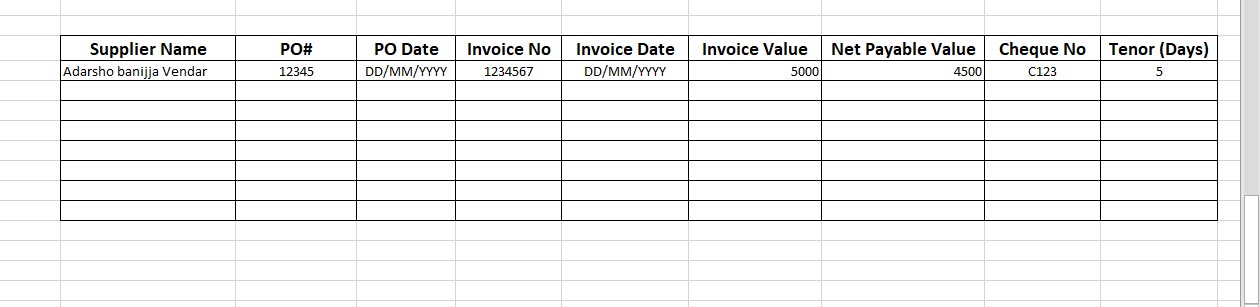 Supplier Name PO# PO Date Invoice No Invoice Date Invoice Value Net Payable Value Cheque No Tenor (Days)
Adarsho banijja Vendar 12345 DD/MM/YYYY 1234567 DD/MM/YYYY 5000 4500 C123 5